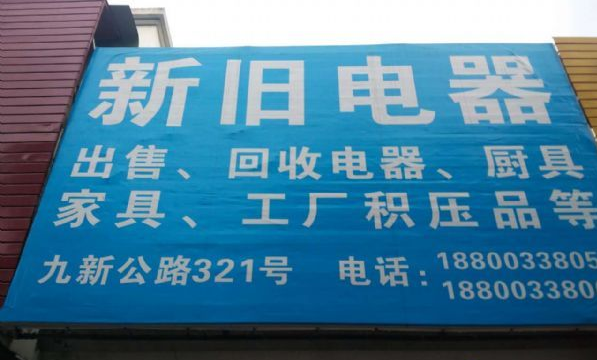 新旧电器
出售、回收电器、厨具
家具、工厂积压品等
九新公路321号 电话:1880033805
1880033800